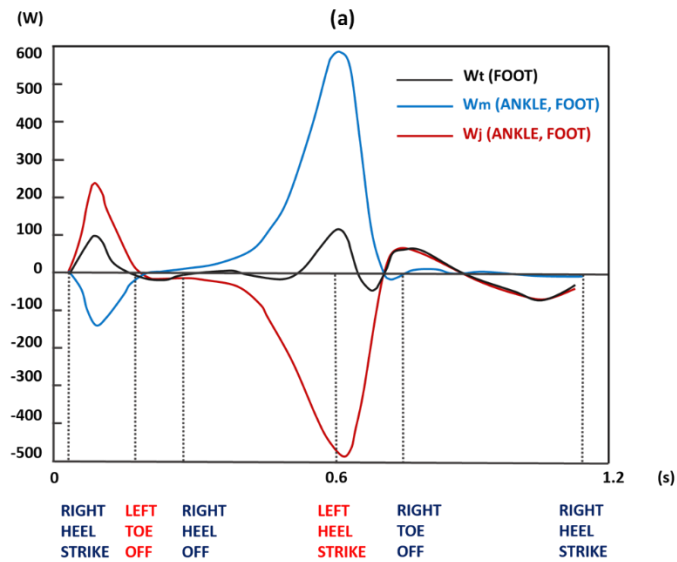 (W)
(a)
600
500
400
300
200
100
0
-100
-200
-300
-400
-500
Wt (FOOT)
Wm (ANKLE, FOOT)
Wj (ANKLE, FOOT)
0
0.6
1.2
(s)
RIGHT
HEEL
STRIKE
LEFT
TOE
OFF
RIGHT
HEEL
OFF
LEFT
HEEL
STRIKE
RIGHT
TOE
OFF
RIGHT
HEEL
STRIKE